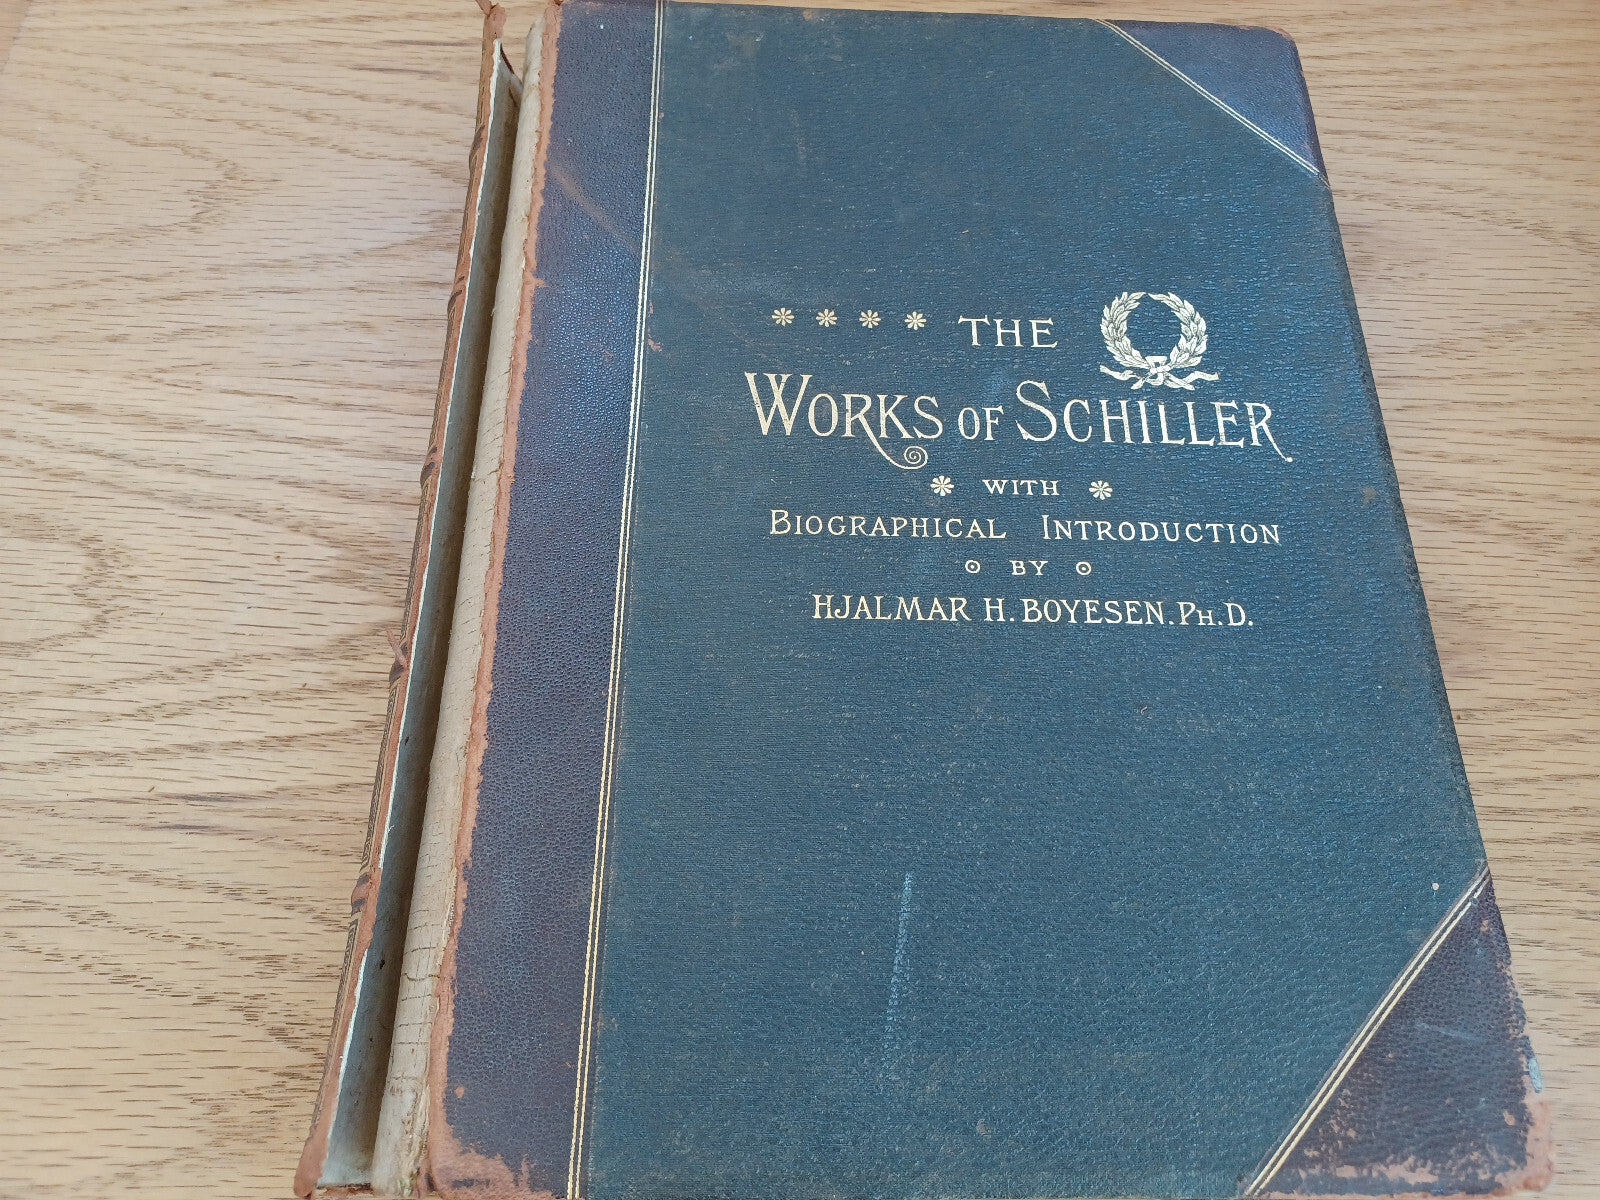 THE
WORKS OF SCHILLER
WITH
BIOGRAPHICAL INTRODUCTION
BY
HJALMAR H. BOYESEN. PH.D.